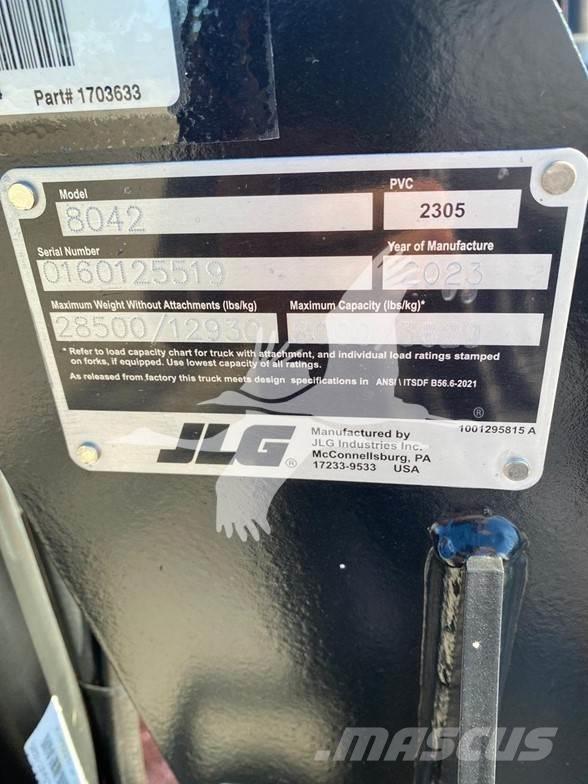 Part# 1703633
Model
8042
PVC
2305
Serial Number
0160125519
Year of Manufacture
2023
Maximum Weight Without Attachments (lbs/kg)
28500/12930
Maximum Capacity (lbs/kg)*
* Refer to load capacity chart for truck with attachment, and individual load ratings stamped
on forks, if equipped. Use lowest capacity of all ratings.
As released from factory this truck meets design specifications in ANSI \ ITSDF B56.6-2021
®
1001295815 A
JLG®
Manufactured by
JLG Industries Inc.
McConnellsburg, PA
17233-9533 USA
MASCUS